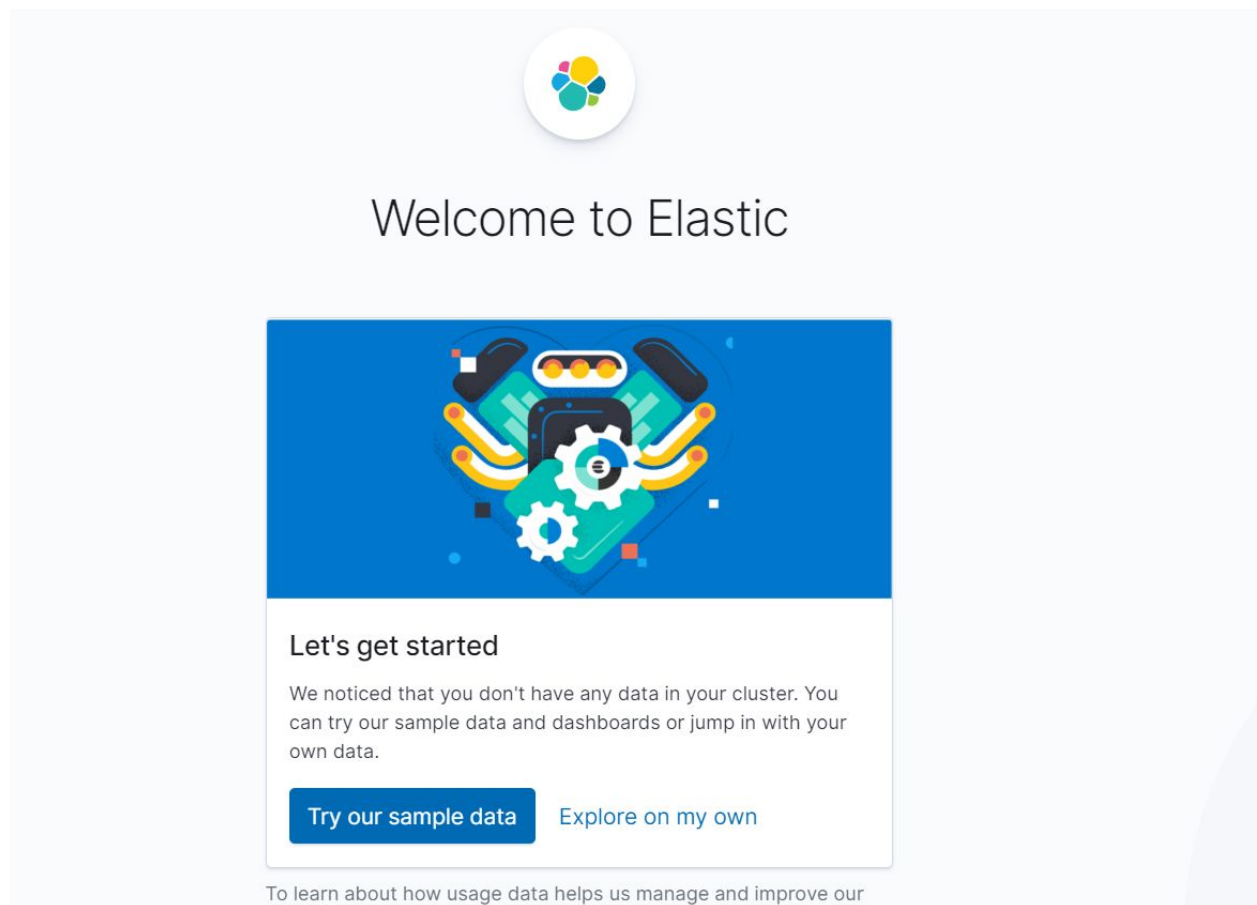 Welcome to Elastic
Let's get started
We noticed that you don't have any data in your cluster. You
can try our sample data and dashboards or jump in with your
own data.
Try our sample data Explore on my own
To learn about how usage data helps us manage and improve our